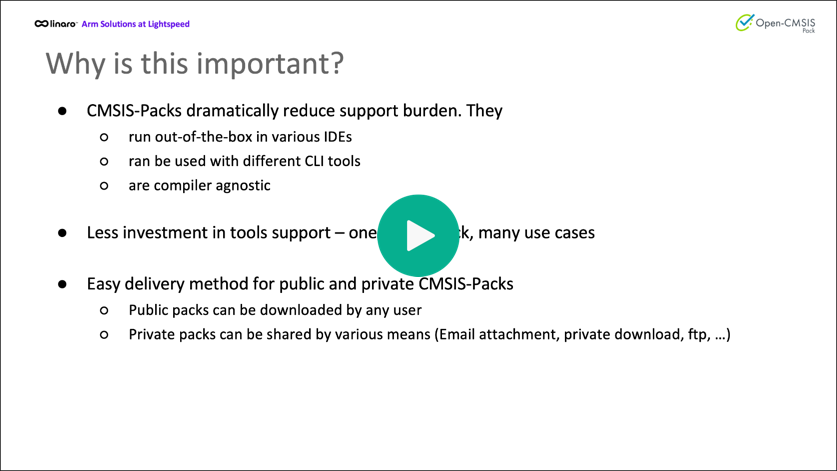 linaro Arm Solutions at Lightspeed
Open-CMSIS
Pack
Why is this important?
● CMSIS-Packs dramatically reduce support burden. They
○ run out-of-the-box in various IDEs
○ ran be used with different CLI tools
○ are compiler agnostic
● Less investment in tools support – one , many use cases
● Easy delivery method for public and private CMSIS-Packs
○ Public packs can be downloaded by any user
○ Private packs can be shared by various means (Email attachment, private download, ftp, …)